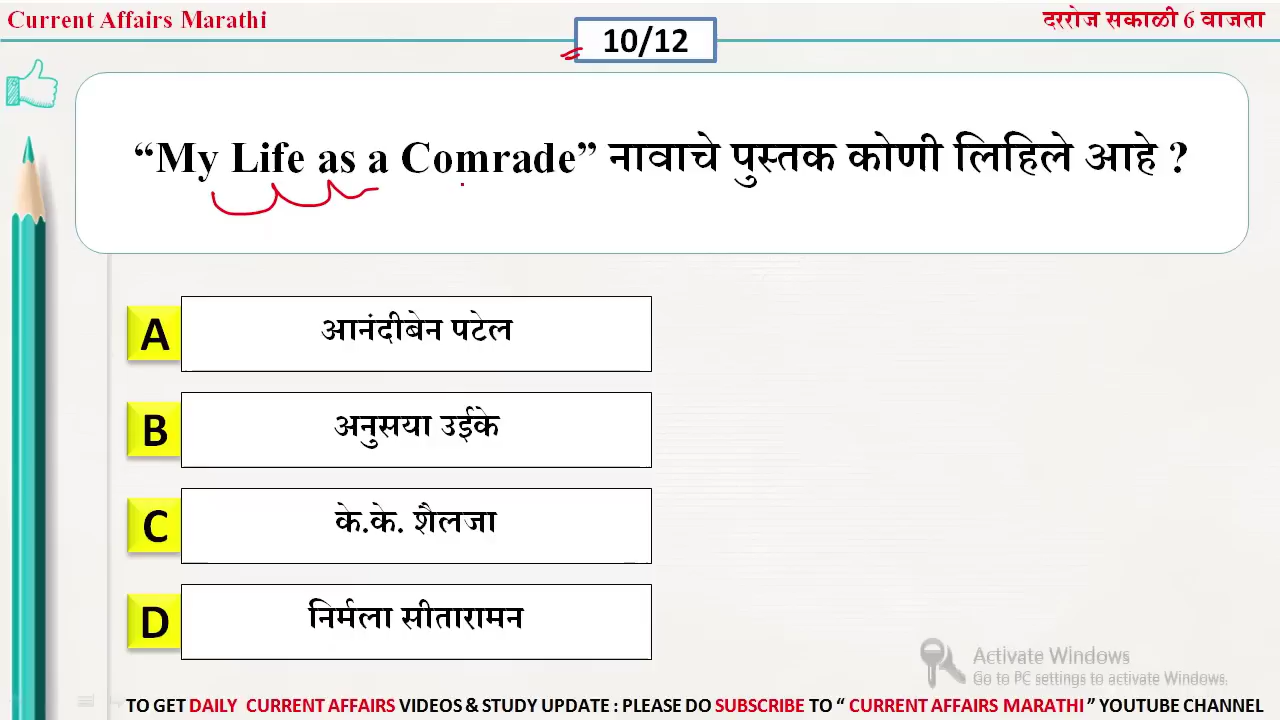 Current Affairs Marathi
दररोज सकाळी 6 वाजता
10/12
“My Life as a Comrade” नावाचे पुस्तक कोणी लिहिले आहे ?
A आनंदीबेन पटेल
B अनुसया उईके
C के.के. शैलजा
D निर्मला सीतारामन
Activate Windows
Go to PC settings to activate Windows.
TO GET DAILY CURRENT AFFAIRS VIDEOS & STUDY UPDATE : PLEASE DO SUBSCRIBE TO “ CURRENT AFFAIRS MARATHI ” YOUTUBE CHANNEL